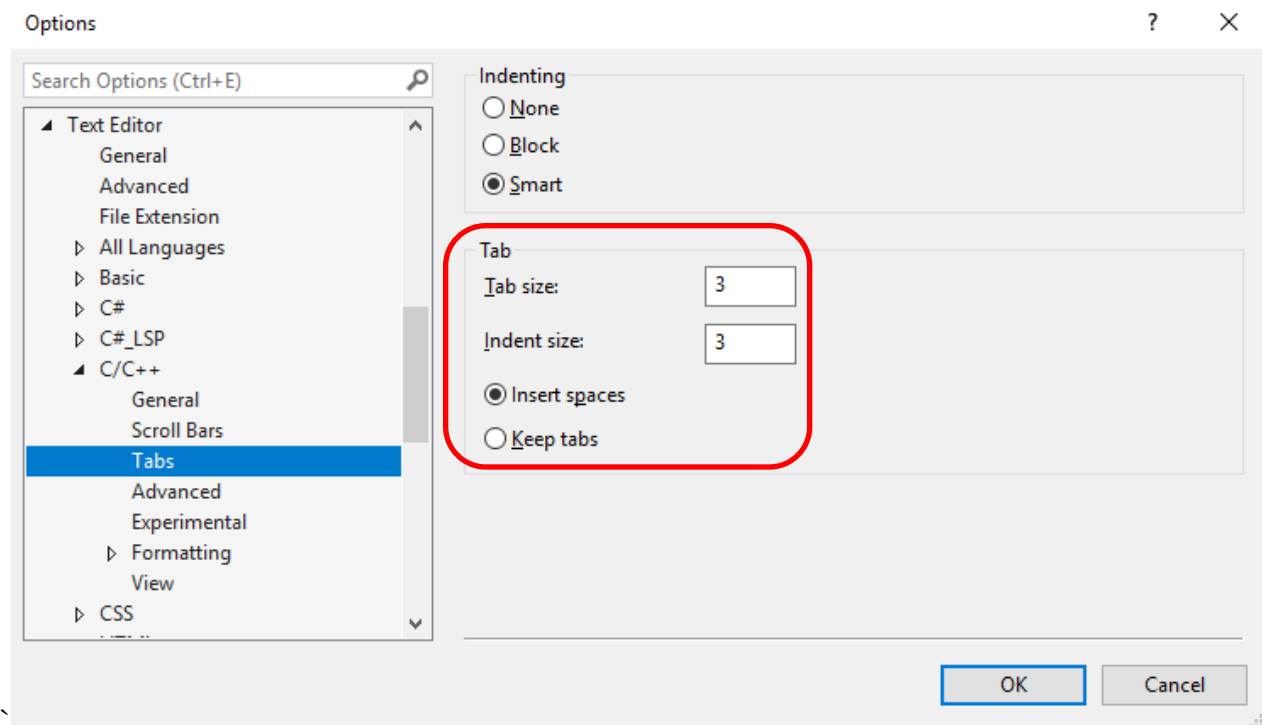 Options
?
Search Options (Ctrl+E)
Text Editor
General
Advanced
File Extension
All Languages
Basic
C#
C#_LSP
C/C++
General
Scroll Bars
Tabs
Advanced
Experimental
Formatting
View
CSS
Indenting
None
Block
Smart
Tab
Tab size: 3
Indent size: 3
Insert spaces
Keep tabs
OK
Cancel
`